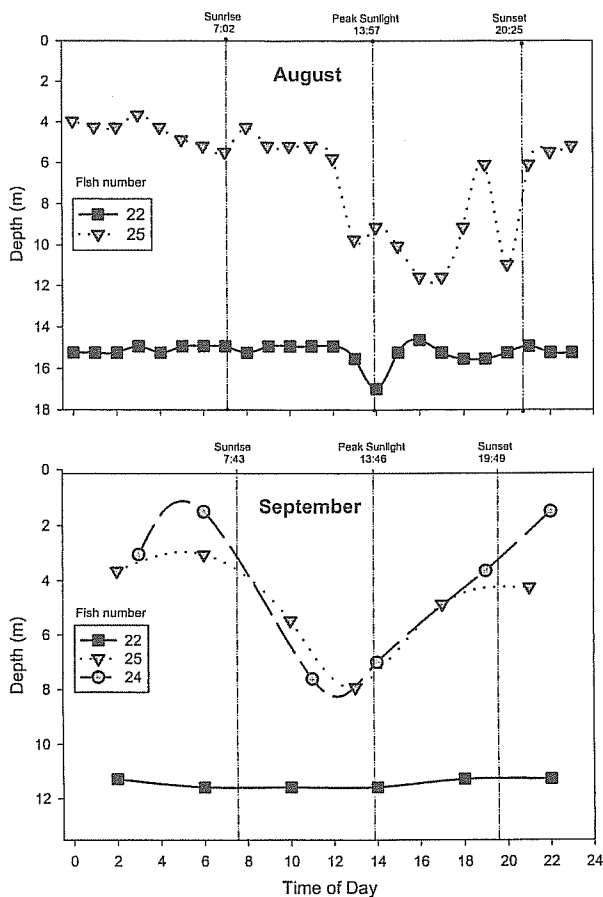 Sunrise Peak Sunlight Sunset
7:02 13:57 20:25
August
0
2
4
6
8
10
12
14
16
18
Depth (m)
Fish number
22
25
Sunrise Peak Sunlight Sunset
7:43 13:46 19:49
September
0
2
4
6
8
10
12
Depth (m)
Fish number
22
25
24
0 2 4 6 8 10 12 14 16 18 20 22 24
Time of Day